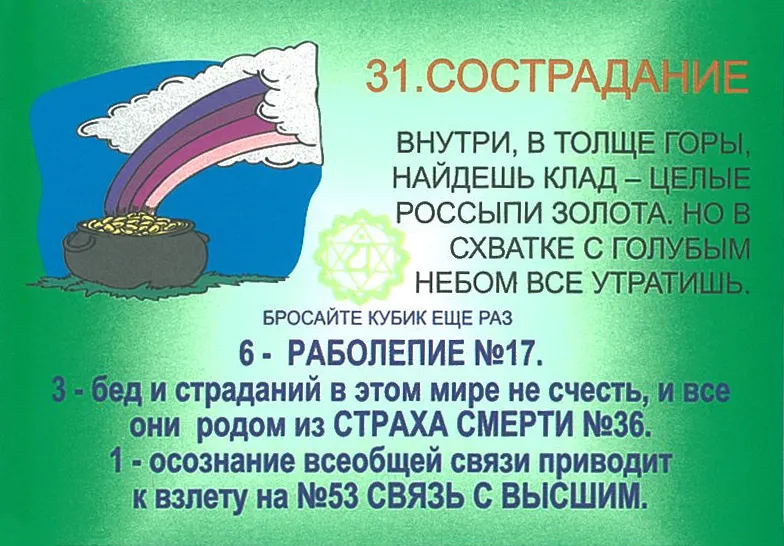 31.СОСТРАДАНИЕ
ВНУТРИ, В ТОЛЩЕ ГОРЫ,
НАЙДЕШЬ КЛАД – ЦЕЛЫЕ
РОССЫПИ ЗОЛОТА. НО В
СХВАТКЕ С ГОЛУБЫМ
НЕБОМ ВСЕ УТРАТИШЬ.
БРОСАЙТЕ КУБИК ЕЩЕ РАЗ
6 - РАБОЛЕПИЕ №17.
3 - бед и страданий в этом мире не счесть, и все
они родом из СТРАХА СМЕРТИ №36.
1 - осознание всеобщей связи приводит
к взлету на №53 СВЯЗЬ С ВЫСШИМ.